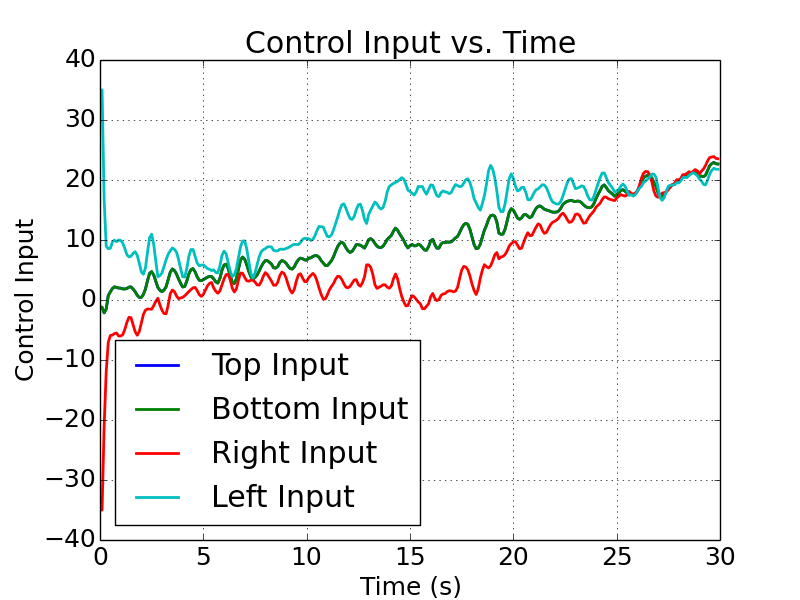 Control Input vs. Time
Control Input
40
30
20
10
0
−10
−20
−30
−40
Top Input
Bottom Input
Right Input
Left Input
0 5 10 15 20 25 30
Time (s)